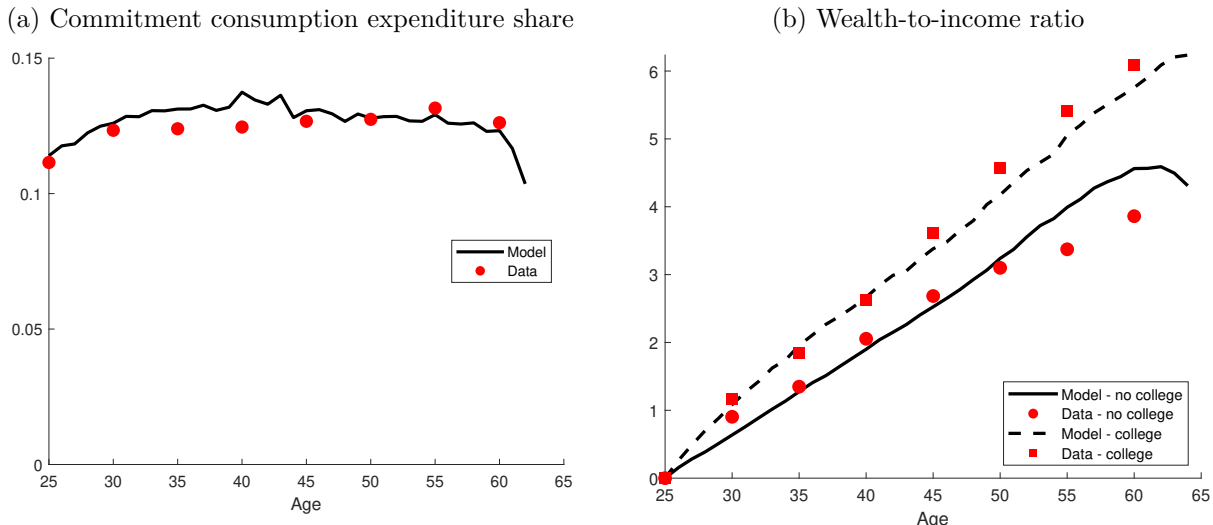 (a) Commitment consumption expenditure share
0.15
0.1
0.05
0
25 30 35 40 45 50 55 60 65
Age
Model
Data
(b) Wealth-to-income ratio
6
5
4
3
2
1
0
25 30 35 40 45 50 55 60 65
Age
Model - no college
Data - no college
Model - college
Data - college